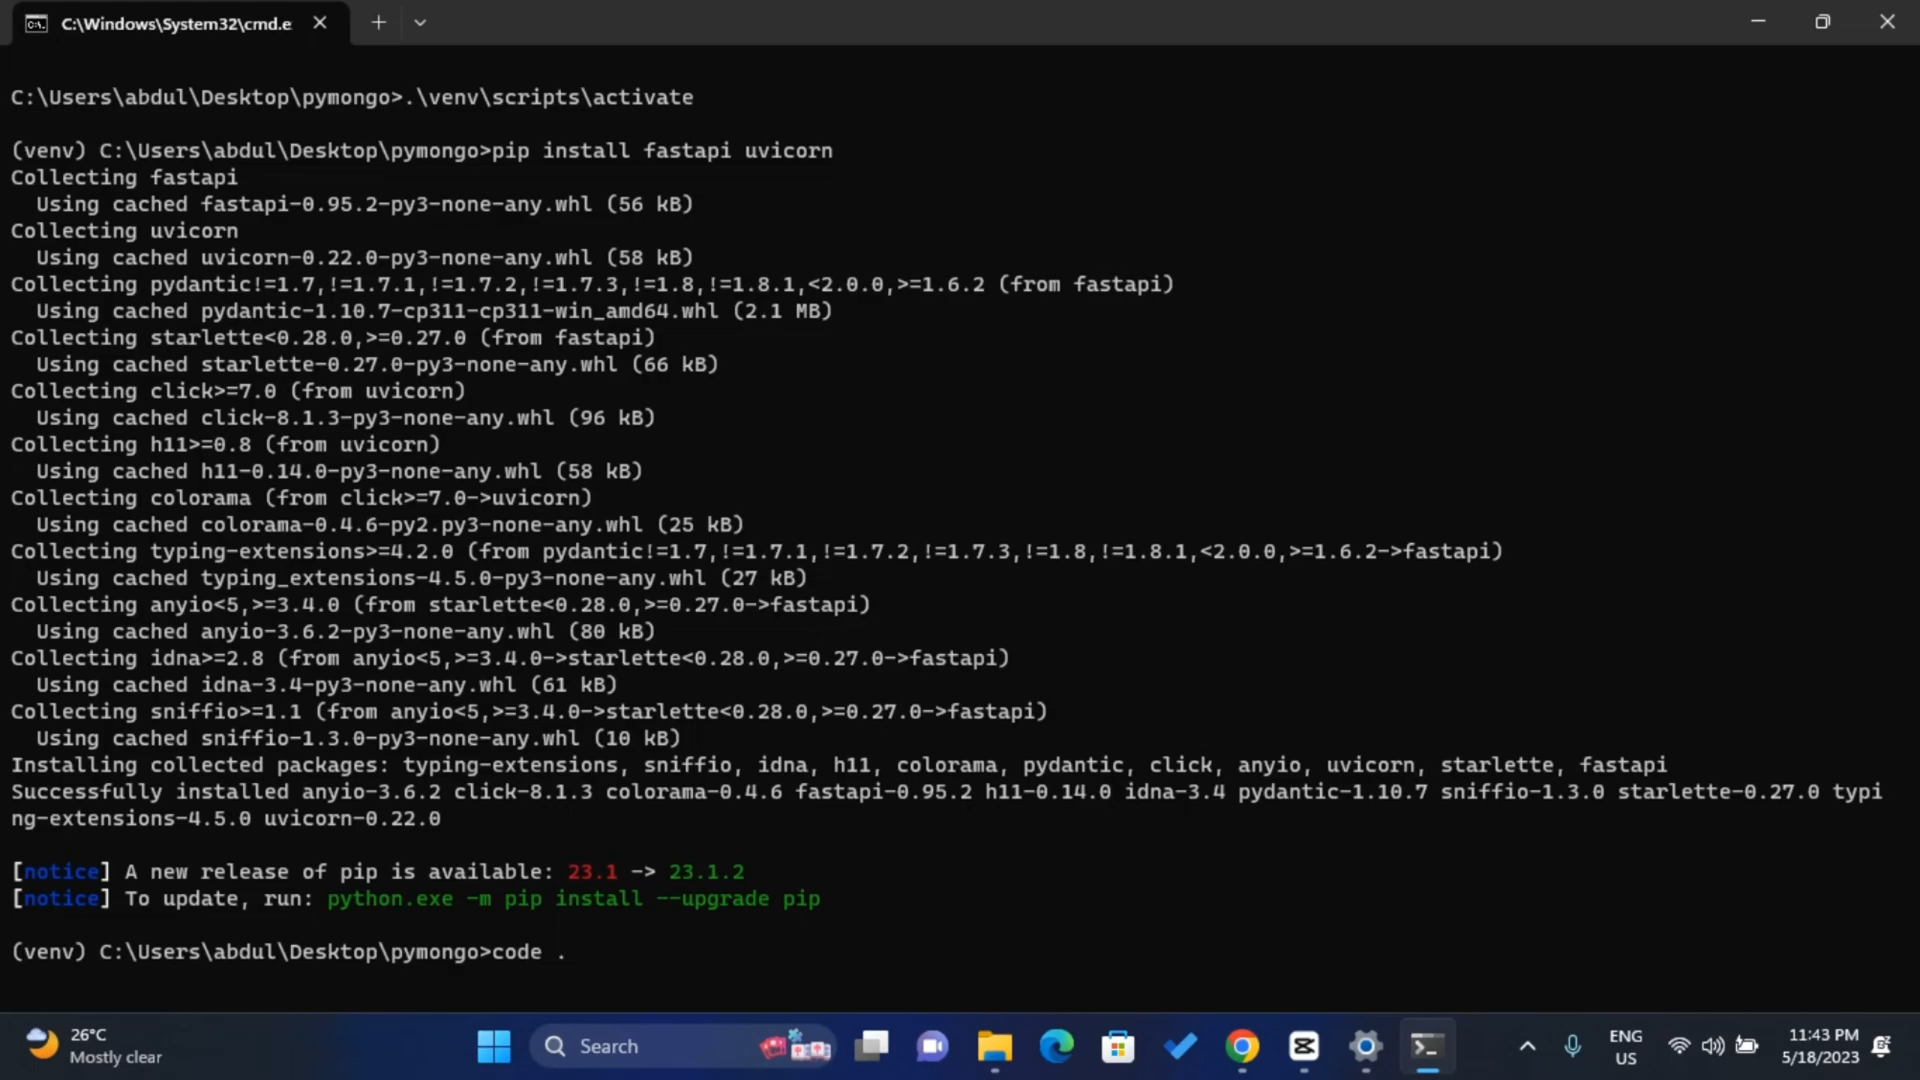 C:\Windows\System32\cmd.e
C:\Users\abdul\Desktop\pymongo>.\venv\scripts\activate
(venv) C:\Users\abdul\Desktop\pymongo>pip install fastapi uvicorn
Collecting fastapi
  Using cached fastapi-0.95.2-py3-none-any.whl (56 kB)
Collecting uvicorn
  Using cached uvicorn-0.22.0-py3-none-any.whl (58 kB)
Collecting pydantic!=1.7,!=1.7.1,!=1.7.2,!=1.7.3,!=1.8,!=1.8.1,<2.0.0,>=1.6.2 (from fastapi)
  Using cached pydantic-1.10.7-cp311-cp311-win_amd64.whl (2.1 MB)
Collecting starlette<0.28.0,>=0.27.0 (from fastapi)
  Using cached starlette-0.27.0-py3-none-any.whl (66 kB)
Collecting click>=7.0 (from uvicorn)
  Using cached click-8.1.3-py3-none-any.whl (96 kB)
Collecting h11>=0.8 (from uvicorn)
  Using cached h11-0.14.0-py3-none-any.whl (58 kB)
Collecting colorama (from click>=7.0->uvicorn)
  Using cached colorama-0.4.6-py2.py3-none-any.whl (25 kB)
Collecting typing-extensions>=4.2.0 (from pydantic!=1.7,!=1.7.1,!=1.7.2,!=1.7.3,!=1.8,!=1.8.1,<2.0.0,>=1.6.2->fastapi)
  Using cached typing_extensions-4.5.0-py3-none-any.whl (27 kB)
Collecting anyio<5,>=3.4.0 (from starlette<0.28.0,>=0.27.0->fastapi)
  Using cached anyio-3.6.2-py3-none-any.whl (80 kB)
Collecting idna>=2.8 (from anyio<5,>=3.4.0->starlette<0.28.0,>=0.27.0->fastapi)
  Using cached idna-3.4-py3-none-any.whl (61 kB)
Collecting sniffio>=1.1 (from anyio<5,>=3.4.0->starlette<0.28.0,>=0.27.0->fastapi)
  Using cached sniffio-1.3.0-py3-none-any.whl (10 kB)
Installing collected packages: typing-extensions, sniffio, idna, h11, colorama, pydantic, click, anyio, uvicorn, starlette, fastapi
Successfully installed anyio-3.6.2 click-8.1.3 colorama-0.4.6 fastapi-0.95.2 h11-0.14.0 idna-3.4 pydantic-1.10.7 sniffio-1.3.0 starlette-0.27.0 typi
ng-extensions-4.5.0 uvicorn-0.22.0
[notice] A new release of pip is available: 23.1 -> 23.1.2
[notice] To update, run: python.exe -m pip install --upgrade pip
(venv) C:\Users\abdul\Desktop\pymongo>code .
26°C
Mostly clear
Search
ENG
US
11:43 PM
5/18/2023